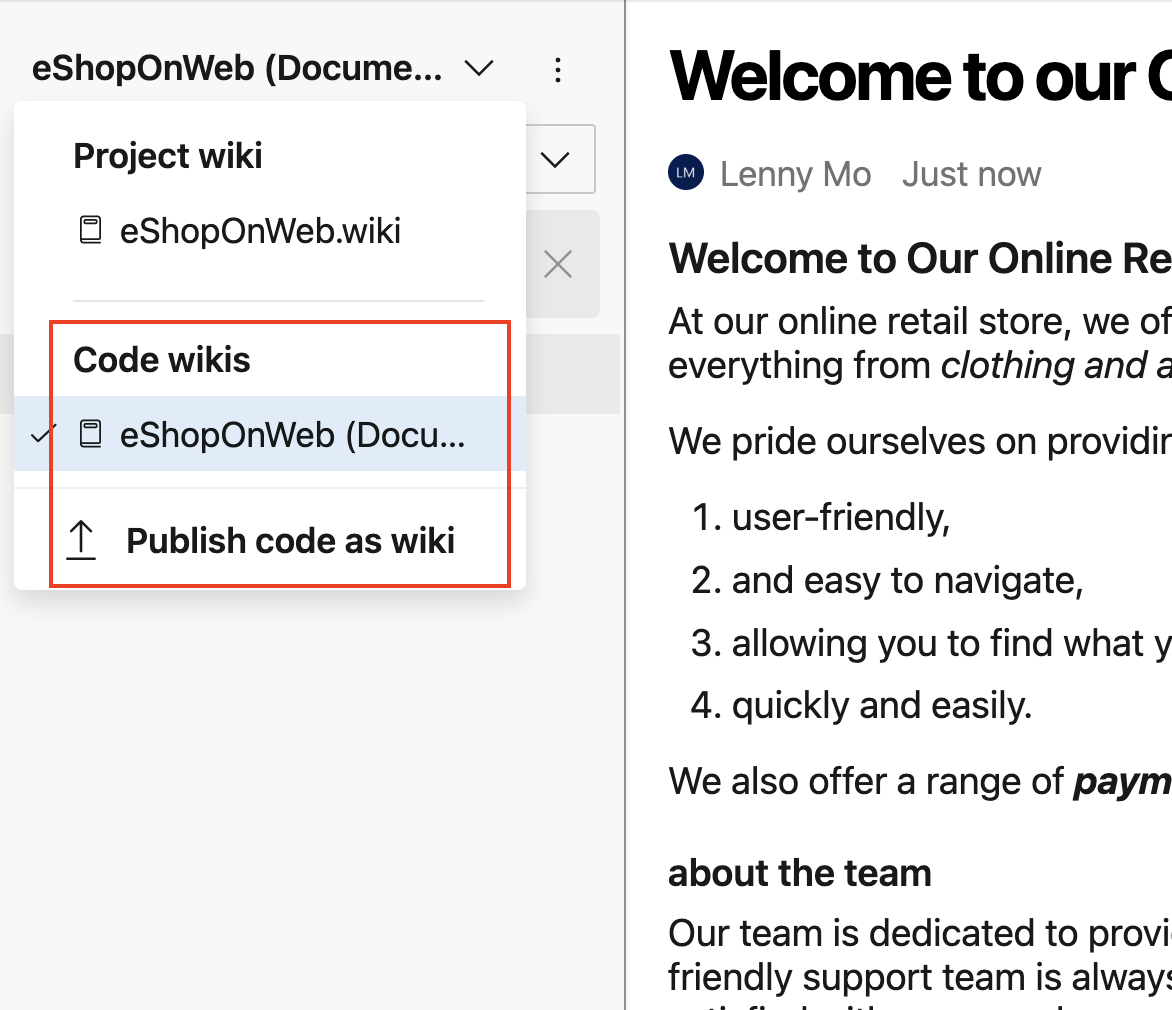 eShopOnWeb (Docume...
Project wiki
eShopOnWeb.wiki
Code wikis
eShopOnWeb (Docu...
Publish code as wiki
Welcome to our
LM Lenny Mo Just now
Welcome to Our Online Re
At our online retail store, we of
everything from clothing and a
We pride ourselves on providin
1. user-friendly,
2. and easy to navigate,
3. allowing you to find what y
4. quickly and easily.
We also offer a range of paym
about the team
Our team is dedicated to provi
friendly support team is always